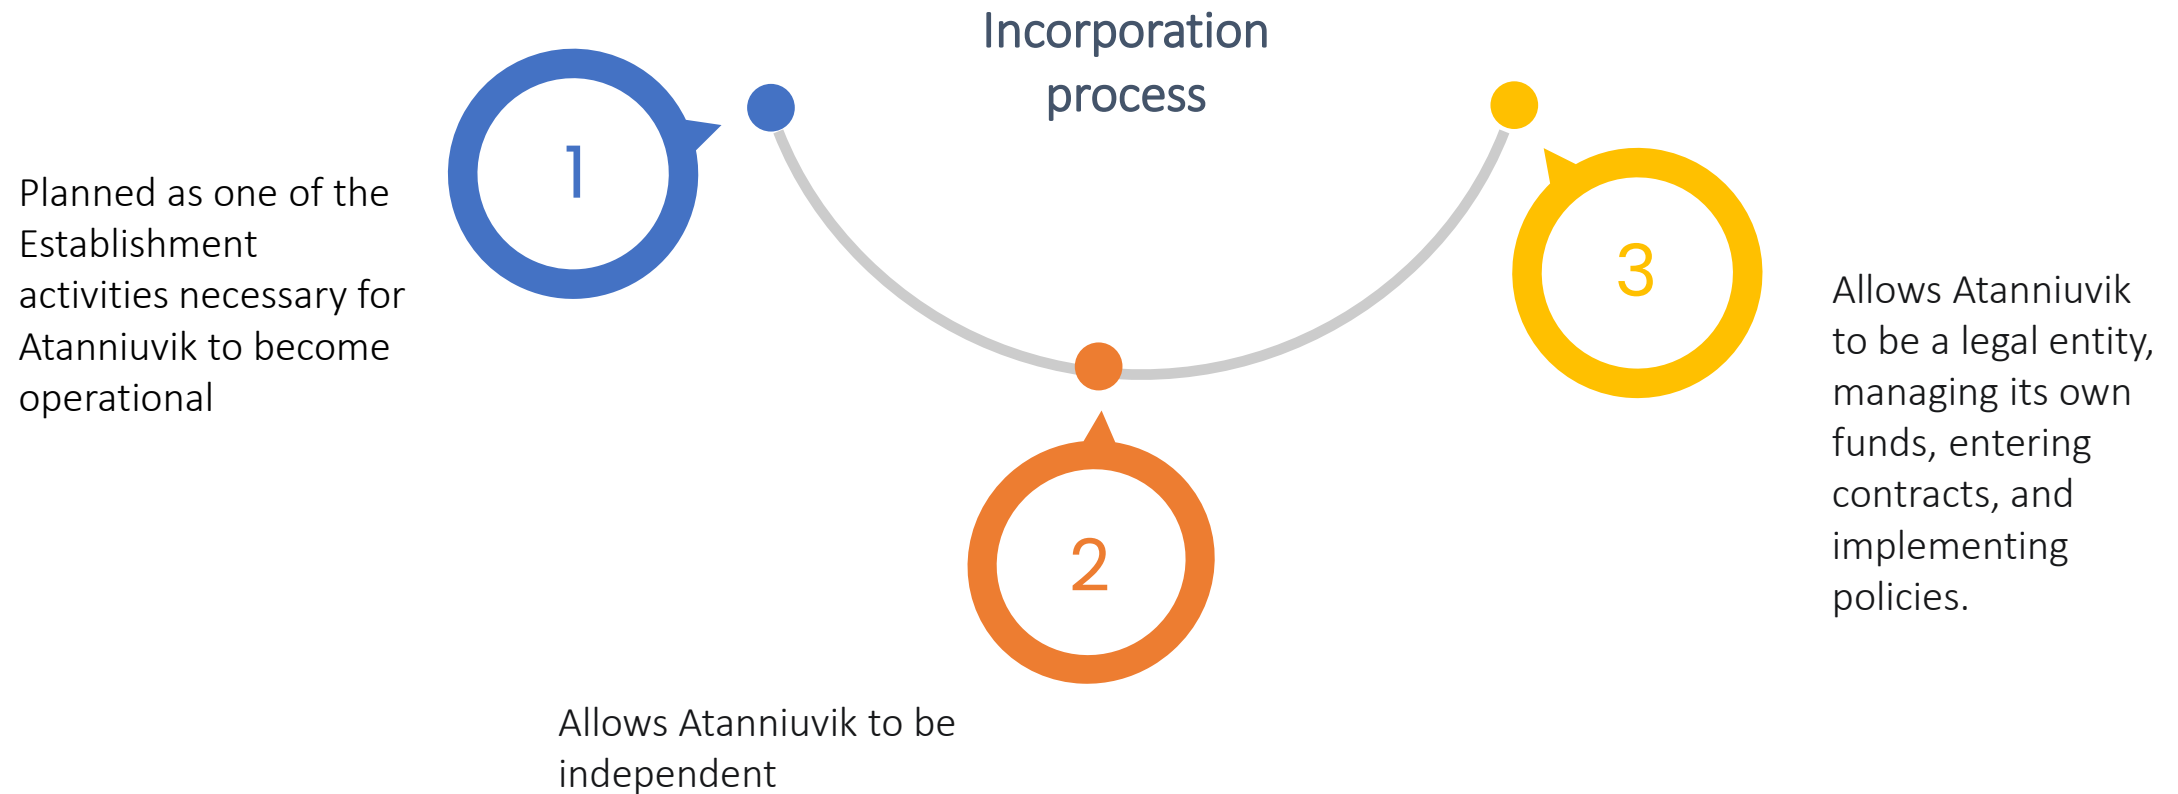 Incorporation
process
1
Planned as one of the
Establishment
activities necessary for
Atanniuvik to become
operational
2
Allows Atanniuvik to be
independent
3
Allows Atanniuvik
to be a legal entity,
managing its own
funds, entering
contracts, and
implementing
policies.